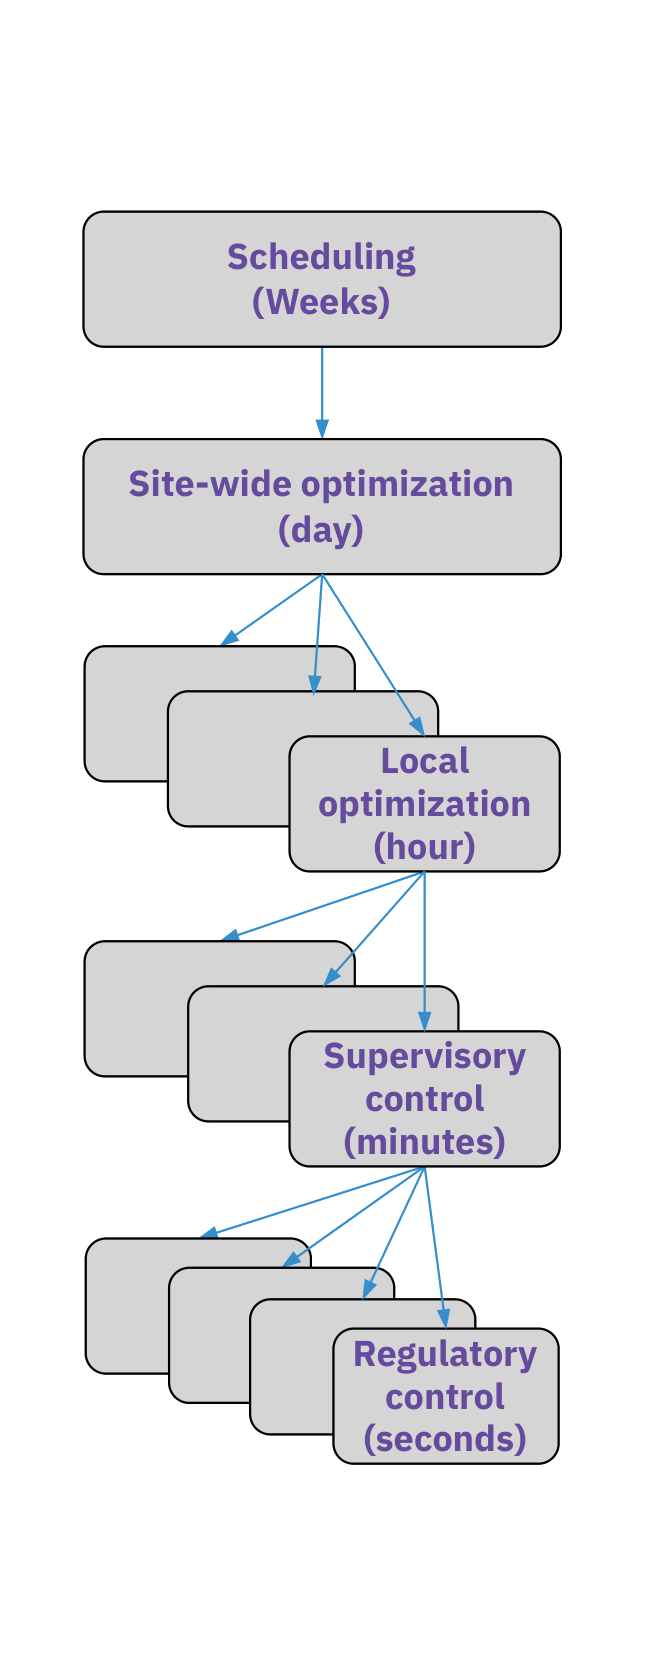 Scheduling
(Weeks)
Site-wide optimization
(day)
Local
optimization
(hour)
Supervisory
control
(minutes)
Regulatory
control
(seconds)